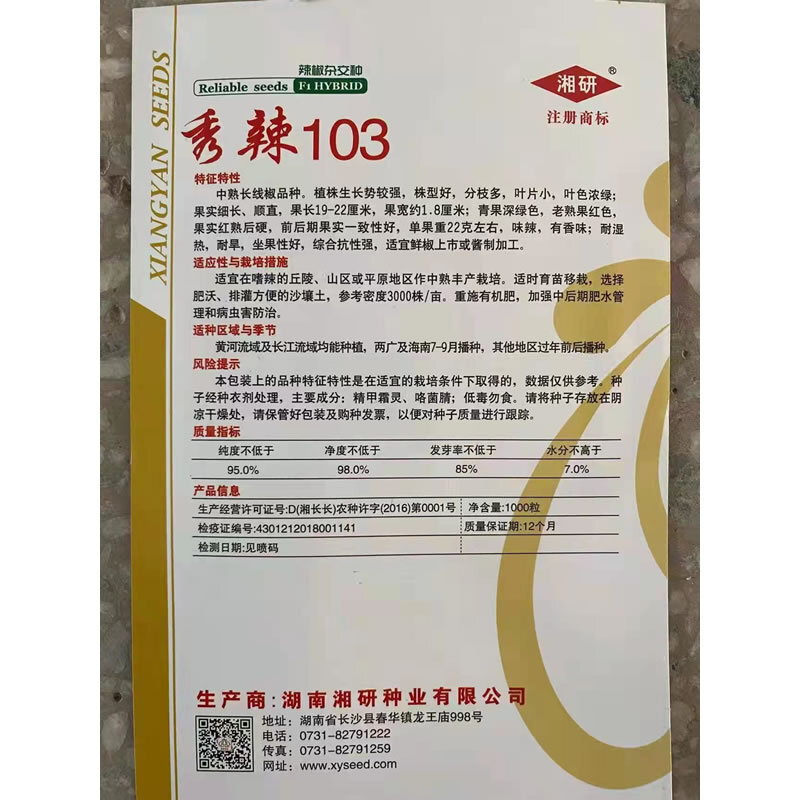 XIANGYAN SEEDS
辣椒杂交种
Reliable seeds F1 HYBRID
湘研®
注册商标
秀辣103
特征特性
中熟长线椒品种。植株生长势较强，株型好，分枝多，叶片小，叶色浓绿；
果实细长、顺直，果长19-22厘米，果宽约1.8厘米；青果深绿色，老熟果红色，
果实红熟后硬，前后期果实一致性好，单果重22克左右，味辣，有香味；耐湿
热，耐旱，坐果性好，综合抗性强，适宜鲜椒上市或酱制加工。
适应性与栽培措施
适宜在嗜辣的丘陵、山区或平原地区作中熟丰产栽培。适时育苗移栽，选择
肥沃、排灌方便的沙壤土，参考密度3000株/亩。重施有机肥，加强中后期肥水管
理和病虫害防治。
适种区域与季节
黄河流域及长江流域均能种植，两广及海南7-9月播种，其他地区过年前后播种。
风险提示
本包装上的品种特征特性是在适宜的栽培条件下取得的，数据仅供参考。种
子经种衣剂处理，主要成分：精甲霜灵、咯菌腈；低毒勿食。请将种子存放在阴
凉干燥处，请保管好包装及购种发票，以便对种子质量进行跟踪。
质量指标
纯度不低于 净度不低于 发芽率不低于 水分不高于
95.0% 98.0% 85% 7.0%
产品信息
生产经营许可证号:D(湘长长)农种许字(2016)第0001号 净含量:1000粒
检疫证编号:4301212018001141 质量保证期:12个月
检测日期:见喷码
生产商:湖南湘研种业有限公司
地址：湖南省长沙县春华镇龙王庙998号
电话：0731-82791222
传真：0731-82791259
网址：www.xyseed.com